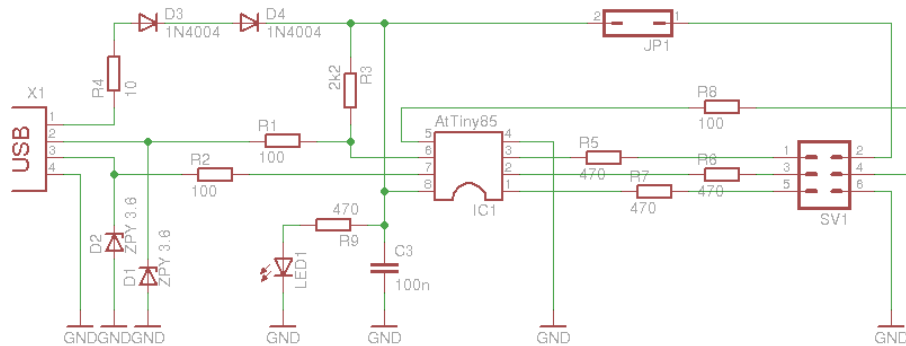 D3
1N4004
D4
1N4004
2
1
JP1
R4
10
2k2
R3
X1
USB
1
2
3
4
R1
100
R2
100
AtTiny85
5
6
7
8
4
3
2
1
IC1
R8
100
R5
470
R6
470
R7
470
1
3
5
2
4
6
SV1
D2
ZPY 3.6
D1
ZPY 3.6
470
R9
LED1
C3
100n
GND
GND
GND
GND
GND
GND
GND